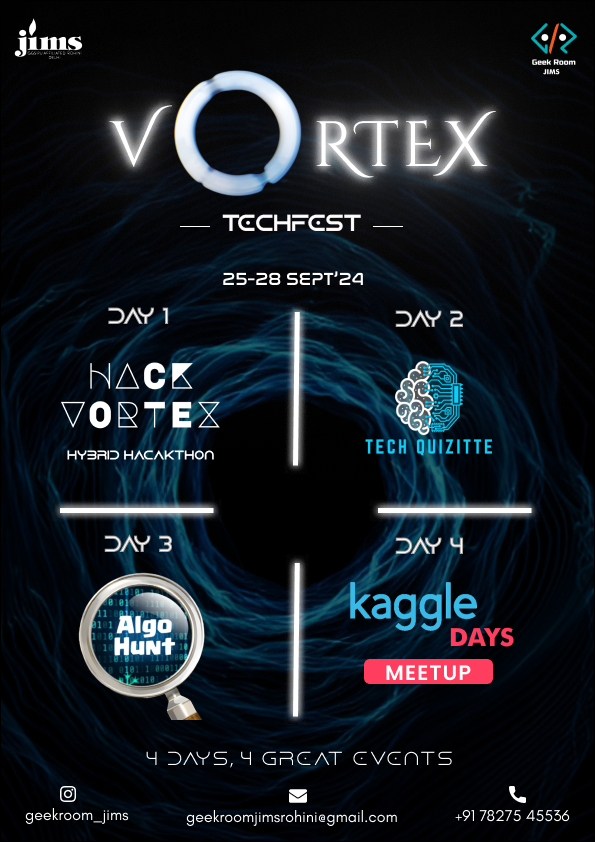 jims
Geek Room
JIMS
VORTEX
TECHFEST
25-28 SEPT'24
DAY 1
DAY 2
HACK
VORTEX
HYBRID HACAKTHON
TECH QUIZITTE
DAY 3
DAY 4
Algo
Hunt
kaggle
DAYS
MEETUP
4 DAYS, 4 GREAT EVENTS
geekroom_jims
geekroomjimsrohini@gmail.com
+91 78275 45536